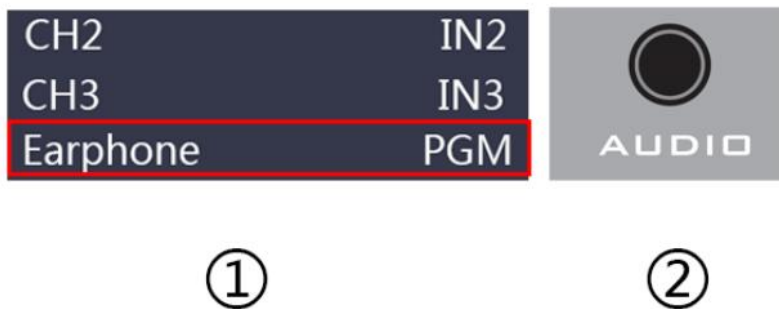 CH2 IN2
CH3 IN3
Earphone PGM
AUDIO
① ②